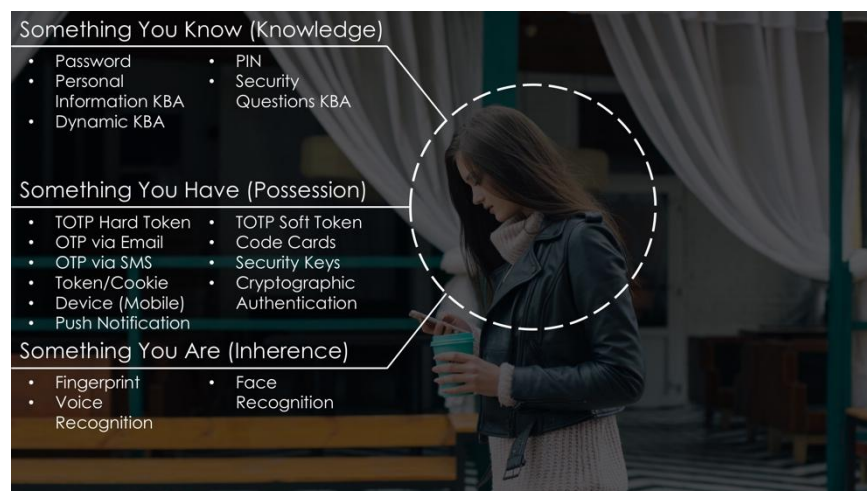 Something You Know (Knowledge)
• Password
• Personal
Information KBA
• Dynamic KBA
• PIN
• Security
Questions KBA
Something You Have (Possession)
• TOTP Hard Token
• OTP via Email
• OTP via SMS
• Token/Cookie
• Device (Mobile)
• Push Notification
• TOTP Soft Token
• Code Cards
• Security Keys
• Cryptographic
Authentication
Something You Are (Inherence)
• Fingerprint
• Voice
Recognition
• Face
Recognition